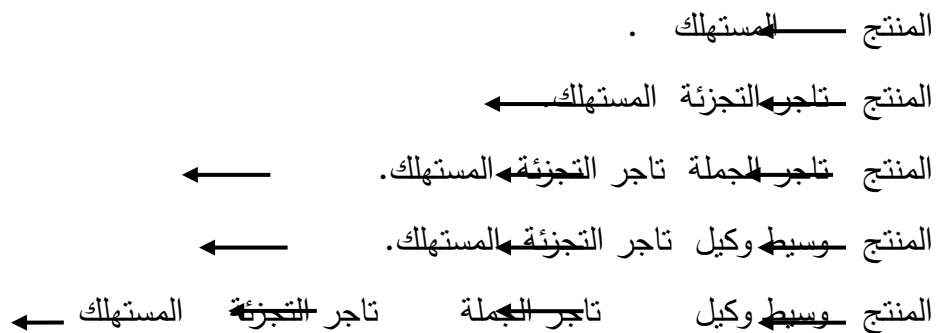 المنتج المستهلك .
المنتج تاجر التجزئة المستهلك.
المنتج تاجر الجملة تاجر التجزئة المستهلك.
المنتج وسيط وكيل تاجر التجزئة المستهلك.
المنتج وسيط وكيل تاجر الجملة تاجر التجزئة المستهلك